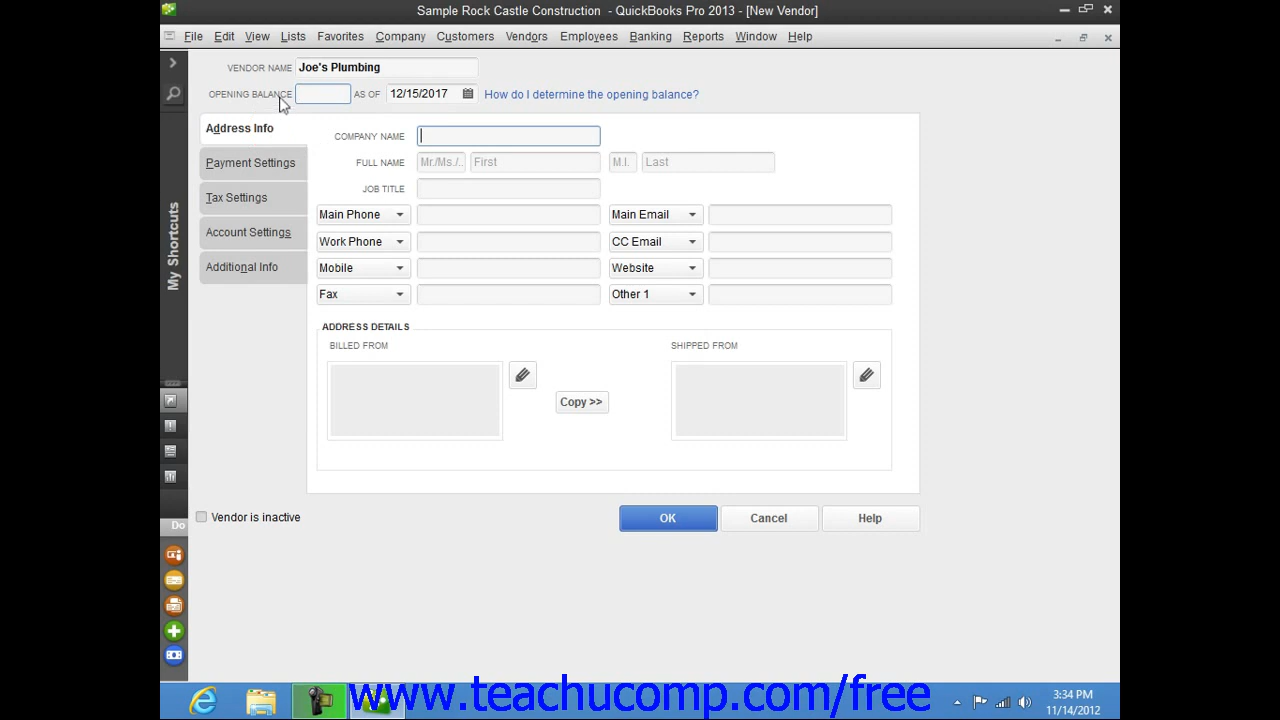 Sample Rock Castle Construction - QuickBooks Pro 2013 - [New Vendor]
File Edit View Lists Favorites Company Customers Vendors Employees Banking Reports Window Help
VENDOR NAME Joe's Plumbing
OPENING BALANCE AS OF 12/15/2017 How do I determine the opening balance?
My Shortcuts
Do
Address Info
Payment Settings
Tax Settings
Account Settings
Additional Info
COMPANY NAME
FULL NAME Mr./Ms./.. First M.I. Last
JOB TITLE
Main Phone Main Email
Work Phone CC Email
Mobile Website
Fax Other 1
ADDRESS DETAILS
BILLED FROM SHIPPED FROM
Copy >>
Vendor is inactive
OK Cancel Help
www.teachucomp.com/free
3:34 PM
11/14/2012